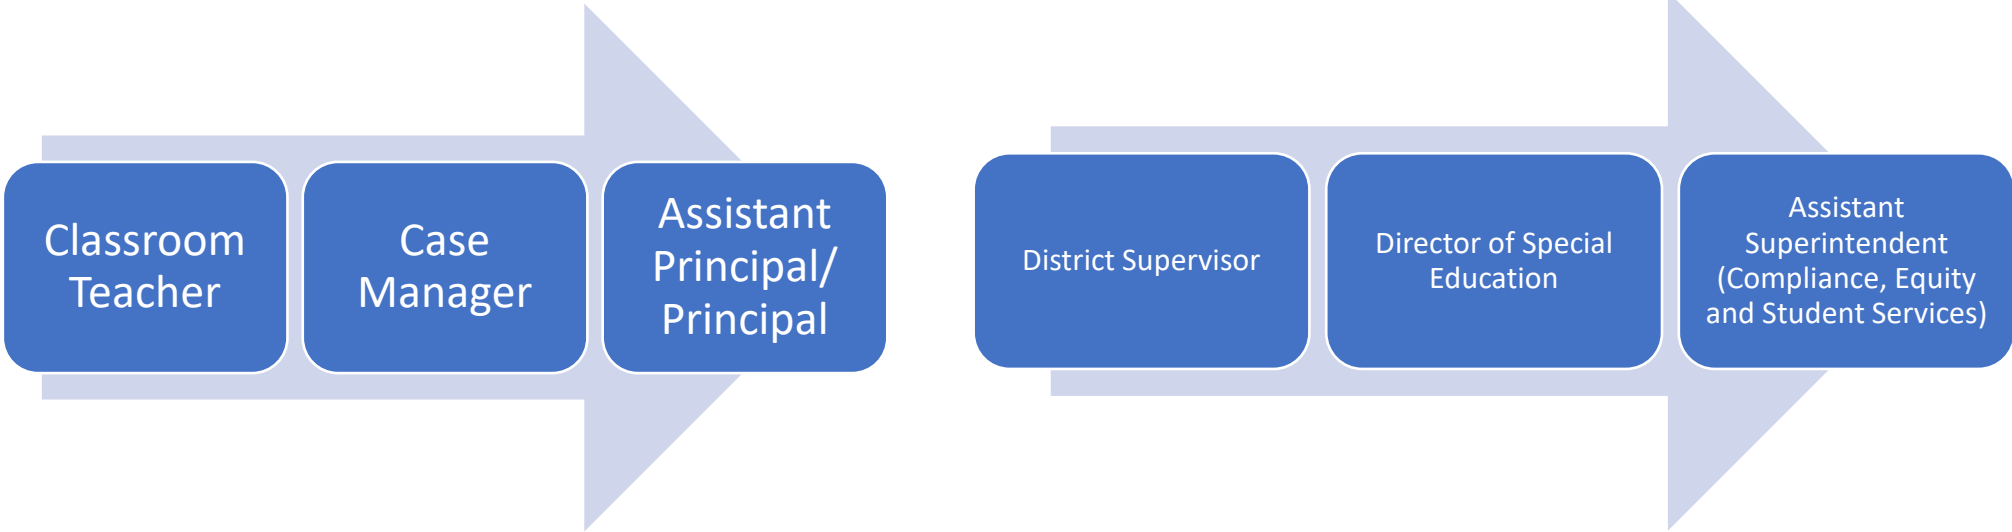 Classroom
Teacher
Case
Manager
Assistant
Principal/
Principal
District Supervisor
Director of Special
Education
Assistant
Superintendent
(Compliance, Equity
and Student Services)